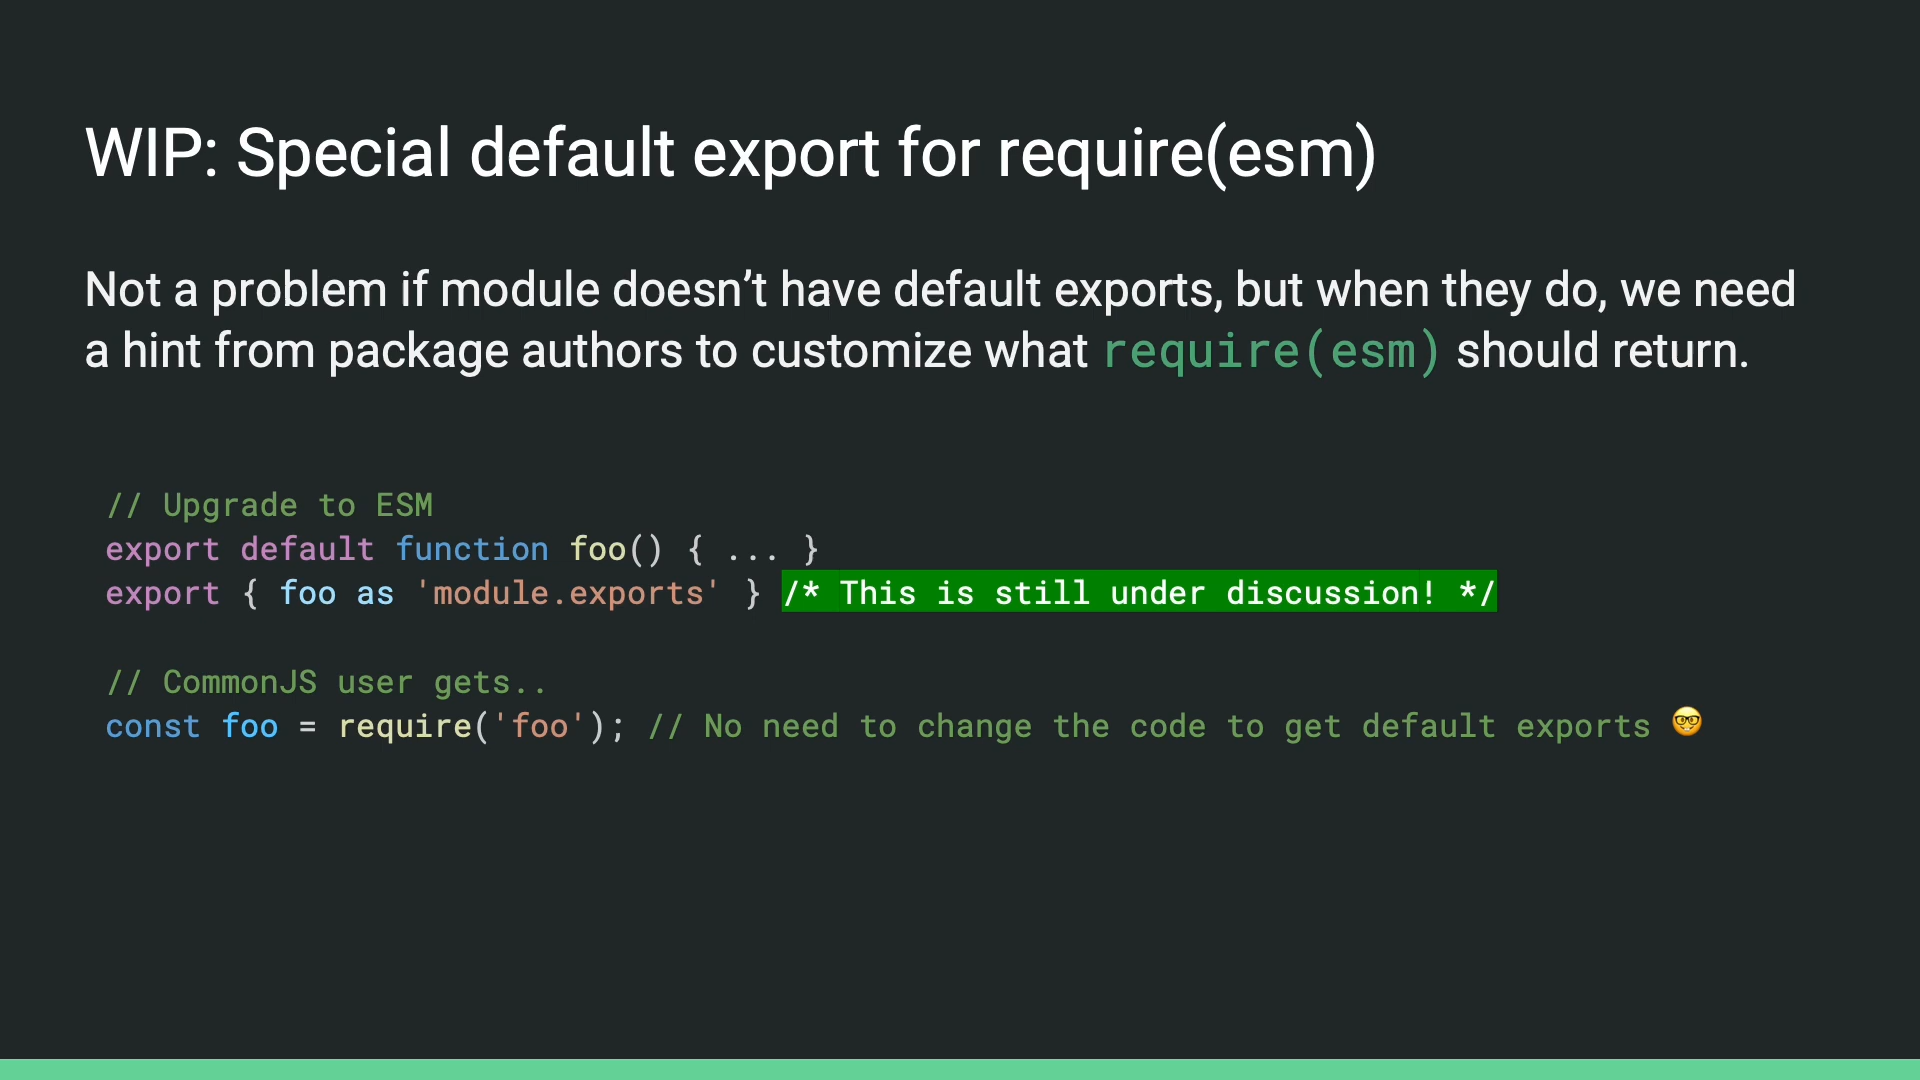 WIP: Special default export for require(esm)
Not a problem if module doesn’t have default exports, but when they do, we need
a hint from package authors to customize what require(esm) should return.
// Upgrade to ESM
export default function foo() { ... }
export { foo as 'module.exports' } /* This is still under discussion! */
// CommonJS user gets..
const foo = require('foo'); // No need to change the code to get default exports 🤓